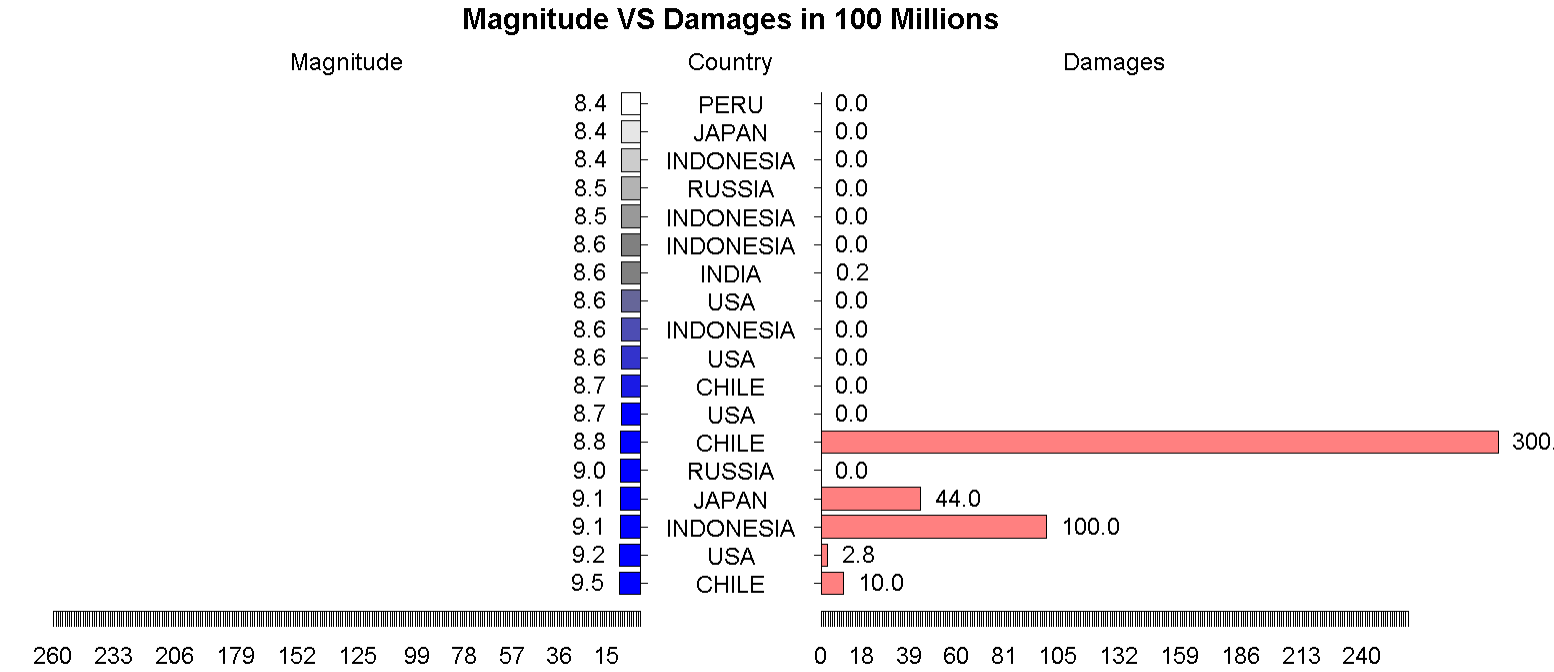 Magnitude VS Damages in 100 Millions
Magnitude Country Damages
8.4 PERU 0.0
8.4 JAPAN 0.0
8.4 INDONESIA 0.0
8.5 RUSSIA 0.0
8.5 INDONESIA 0.0
8.6 INDONESIA 0.0
8.6 INDIA 0.2
8.6 USA 0.0
8.6 INDONESIA 0.0
8.6 USA 0.0
8.7 CHILE 0.0
8.7 USA 0.0
8.8 CHILE 300.
9.0 RUSSIA 0.0
9.1 JAPAN 44.0
9.1 INDONESIA 100.0
9.2 USA 2.8
9.5 CHILE 10.0
260 233 206 179 152 125 99 78 57 36 15 0 18 39 60 81 105 132 159 186 213 240